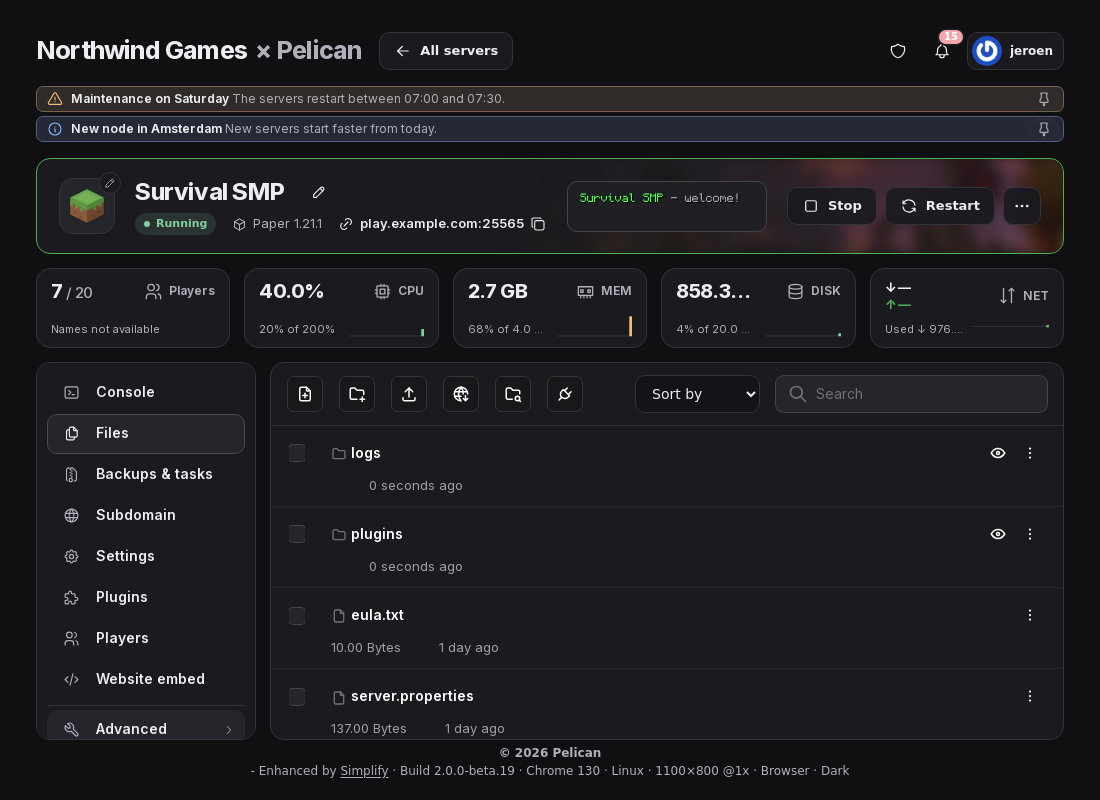 Northwind Games × Pelican
All servers
15
jeroen
Maintenance on Saturday The servers restart between 07:00 and 07:30.
New node in Amsterdam New servers start faster from today.
Survival SMP
Running
Paper 1.21.1
play.example.com:25565
Survival SMP — welcome!
Stop
Restart
7 / 20
Players
Names not available
40.0%
CPU
20% of 200%
2.7 GB
MEM
68% of 4.0 ...
858.3...
DISK
4% of 20.0 ...
↓—
↑—
NET
Used ↓ 976....
Console
Files
Backups & tasks
Subdomain
Settings
Plugins
Players
Website embed
Advanced
Sort by
Search
logs
0 seconds ago
plugins
0 seconds ago
eula.txt
10.00 Bytes 1 day ago
server.properties
137.00 Bytes 1 day ago
© 2026 Pelican
- Enhanced by Simplify · Build 2.0.0-beta.19 · Chrome 130 · Linux · 1100×800 @1x · Browser · Dark